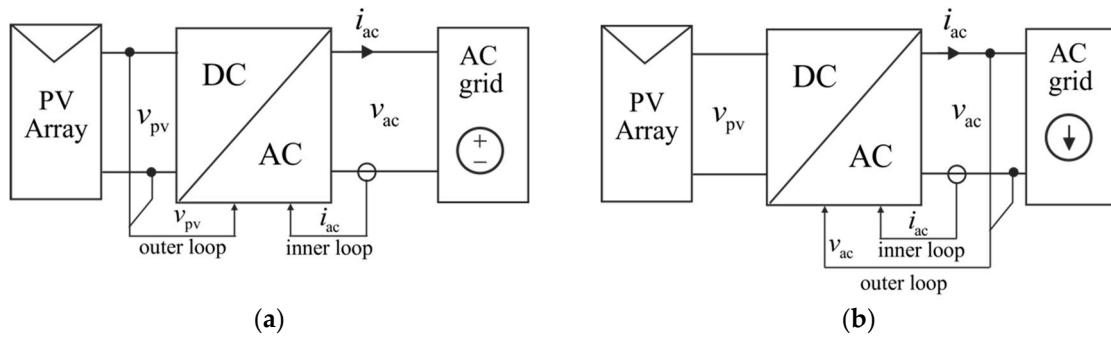 PV
Array
v_pv
DC
AC
i_ac
v_ac
AC
grid
+
−
v_pv
outer loop
i_ac
inner loop
(a)
PV
Array
v_pv
DC
AC
i_ac
v_ac
AC
grid
i_ac
inner loop
v_ac
outer loop
(b)